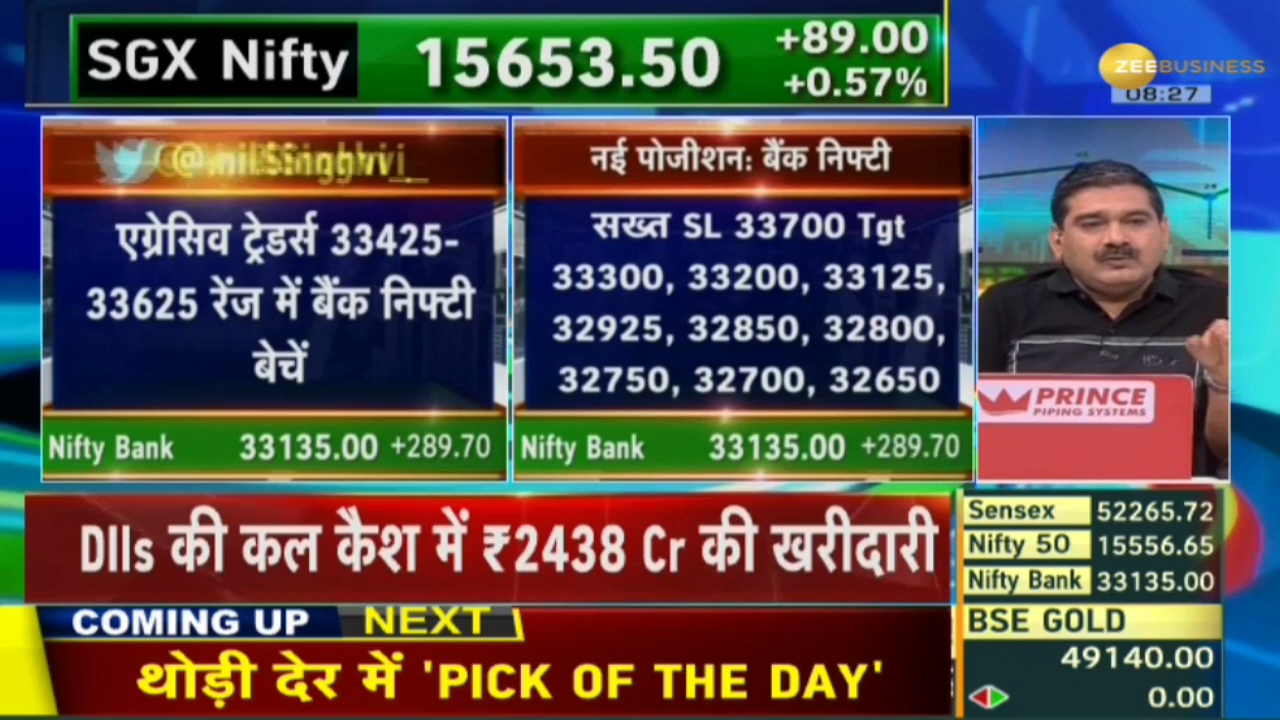 SGX Nifty
15653.50
+89.00
+0.57%
ZEEBUSINESS
08:27
नई पोजीशन: बैंक निफ्टी
एग्रेसिव ट्रेडर्स 33425-
33625 रेंज में बैंक निफ्टी
बेचें
सख्त SL 33700 Tgt
33300, 33200, 33125,
32925, 32850, 32800,
32750, 32700, 32650
Nifty Bank 33135.00 +289.70
Nifty Bank 33135.00 +289.70
PRINCE
PIPING SYSTEMS
DIIs की कल कैश में ₹2438 Cr की खरीदारी
Sensex 52265.72
Nifty 50 15556.65
Nifty Bank 33135.00
BSE GOLD
49140.00
0.00
COMING UP NEXT
थोड़ी देर में 'PICK OF THE DAY'